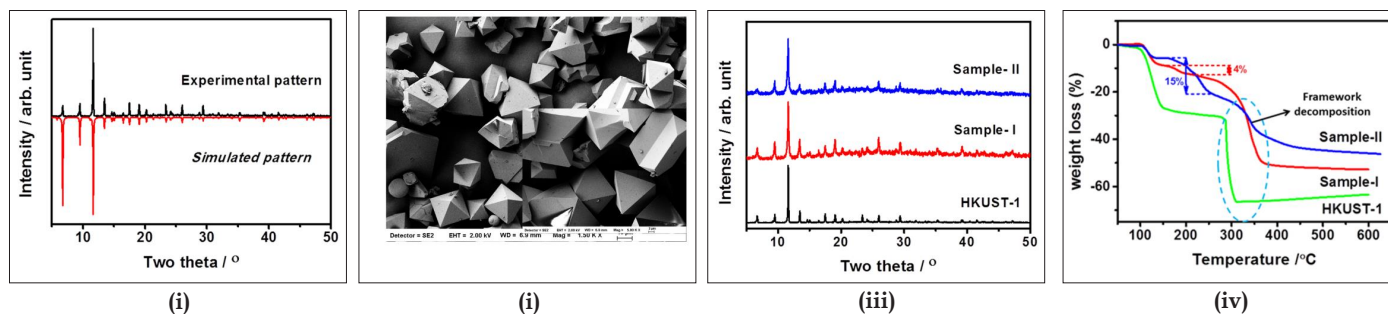 Intensity / arb. unit
Experimental pattern
Simulated pattern
10 20 30 40 50
Two theta / °
(i)
Detector = SE2 EHT = 2.00 kV WD = 6.9 mm Mag = 1.50 K X
(i)
Intensity / arb. unit
Sample- II
Sample- I
HKUST-1
10 20 30 40 50
Two theta / °
(iii)
weight loss (%)
0
-20
-40
-60
4%
15%
Framework
decomposition
Sample-II
Sample-I
HKUST-1
100 200 300 400 500 600
Temperature /°C
(iv)